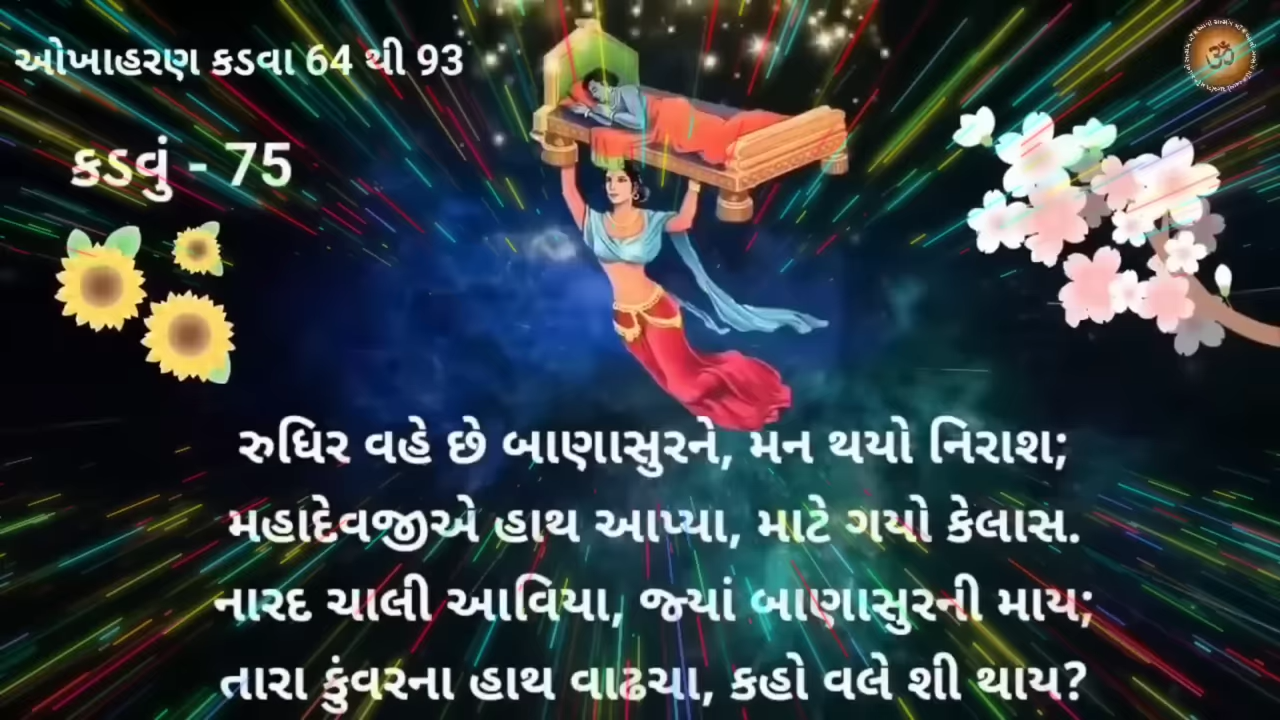 ઓખાહરણ કડવા 64 થી 93
કડવું - 75
ૐ
રુધિર વહે છે બાણાસુરને, મન થયો નિરાશ;
મહાદેવજીએ હાથ આપ્યા, માટે ગયો કેલાસ.
નારદ ચાલી આવિયા, જ્યાં બાણાસુરની માય;
તારા કુંવરના હાથ વાઢચા, કહો વલે શી થાય?